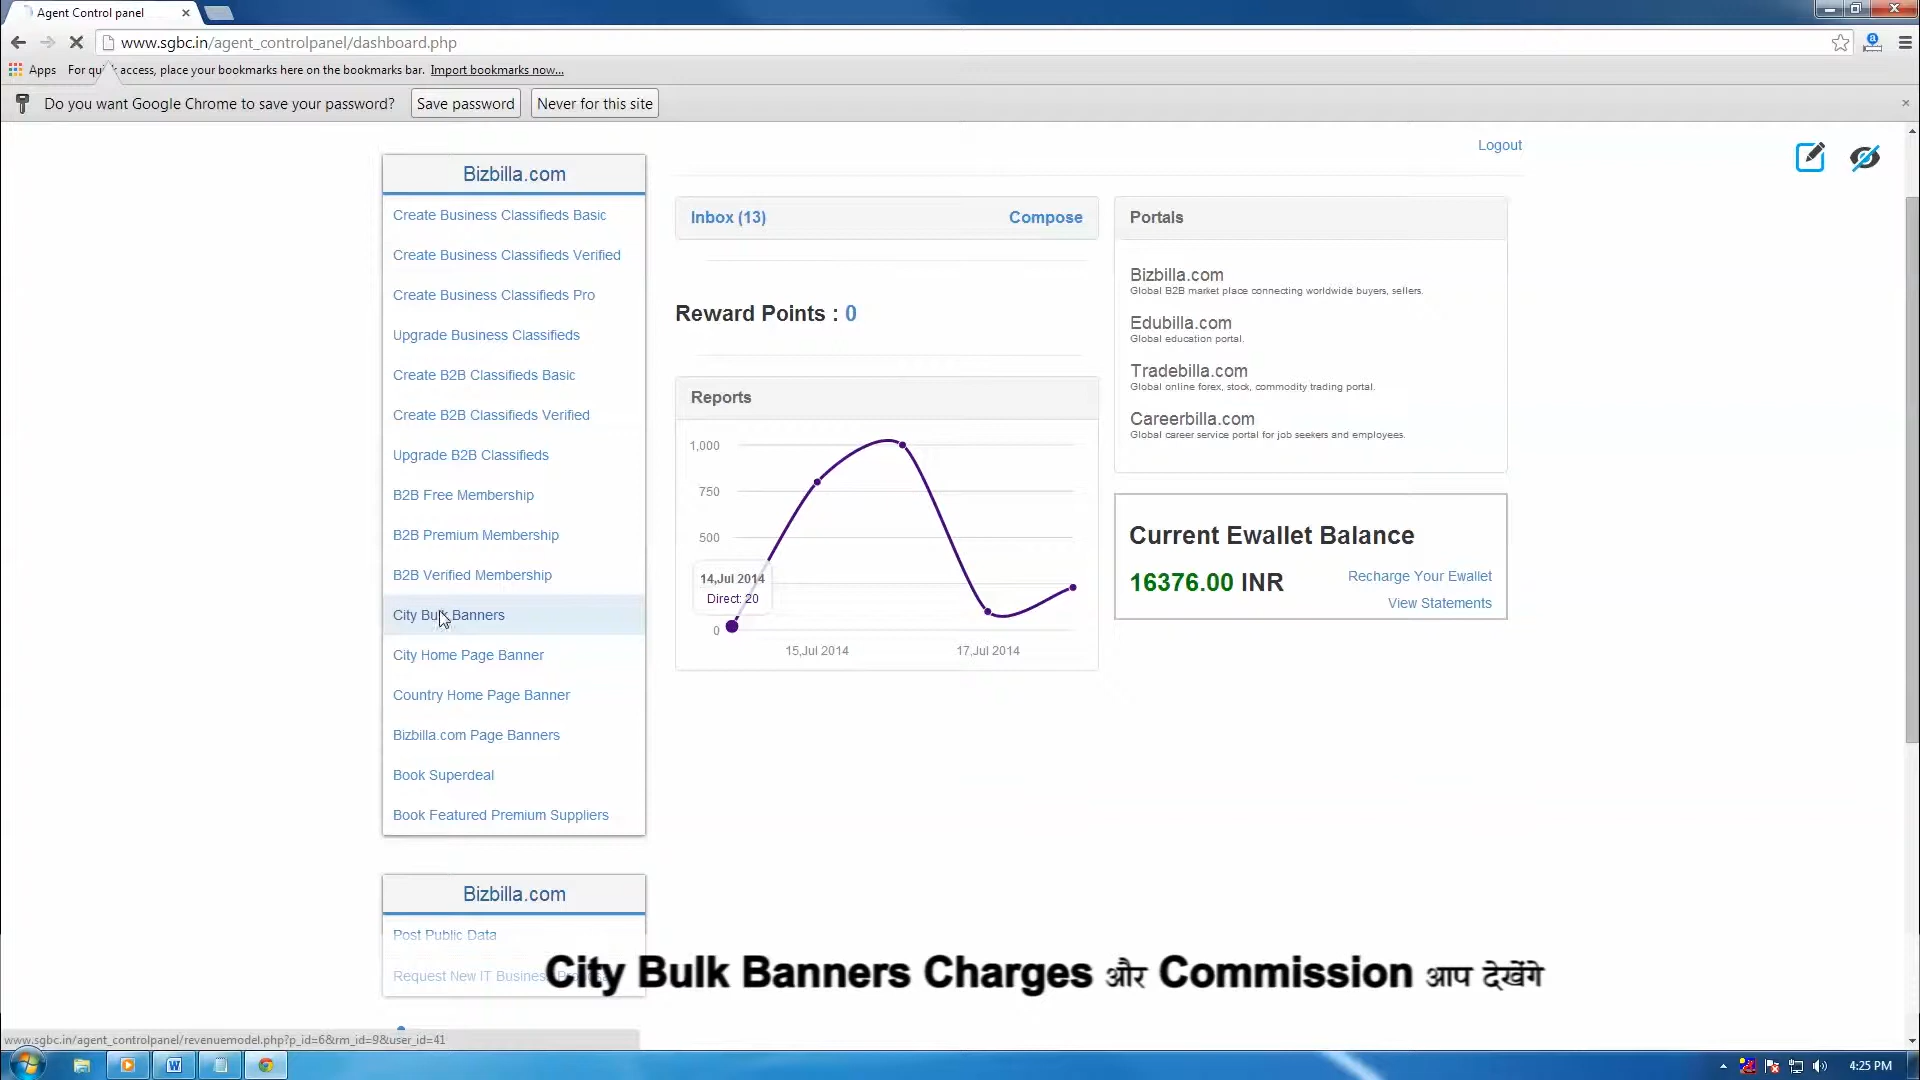 Agent Control panel
www.sgbc.in/agent_controlpanel/dashboard.php
Apps For quick access, place your bookmarks here on the bookmarks bar. Import bookmarks now...
Do you want Google Chrome to save your password? Save password Never for this site
Logout
Bizbilla.com
Create Business Classifieds Basic
Create Business Classifieds Verified
Create Business Classifieds Pro
Upgrade Business Classifieds
Create B2B Classifieds Basic
Create B2B Classifieds Verified
Upgrade B2B Classifieds
B2B Free Membership
B2B Premium Membership
B2B Verified Membership
City Bulk Banners
City Home Page Banner
Country Home Page Banner
Bizbilla.com Page Banners
Book Superdeal
Book Featured Premium Suppliers
Bizbilla.com
Post Public Data
Request New IT Business
Inbox (13) Compose
Reward Points : 0
Reports
1,000
750
500
0
14,Jul 2014
Direct: 20
15,Jul 2014 17,Jul 2014
Portals
Bizbilla.com
Global B2B market place connecting worldwide buyers, sellers.
Edubilla.com
Global education portal.
Tradebilla.com
Global online forex, stock, commodity trading portal.
Careerbilla.com
Global career service portal for job seekers and employees.
Current Ewallet Balance
16376.00 INR
Recharge Your Ewallet
View Statements
City Bulk Banners Charges और Commission आप देखेंगे
www.sgbc.in/agent_controlpanel/revenuemodel.php?p_id=6&rm_id=9&user_id=41
4:25 PM